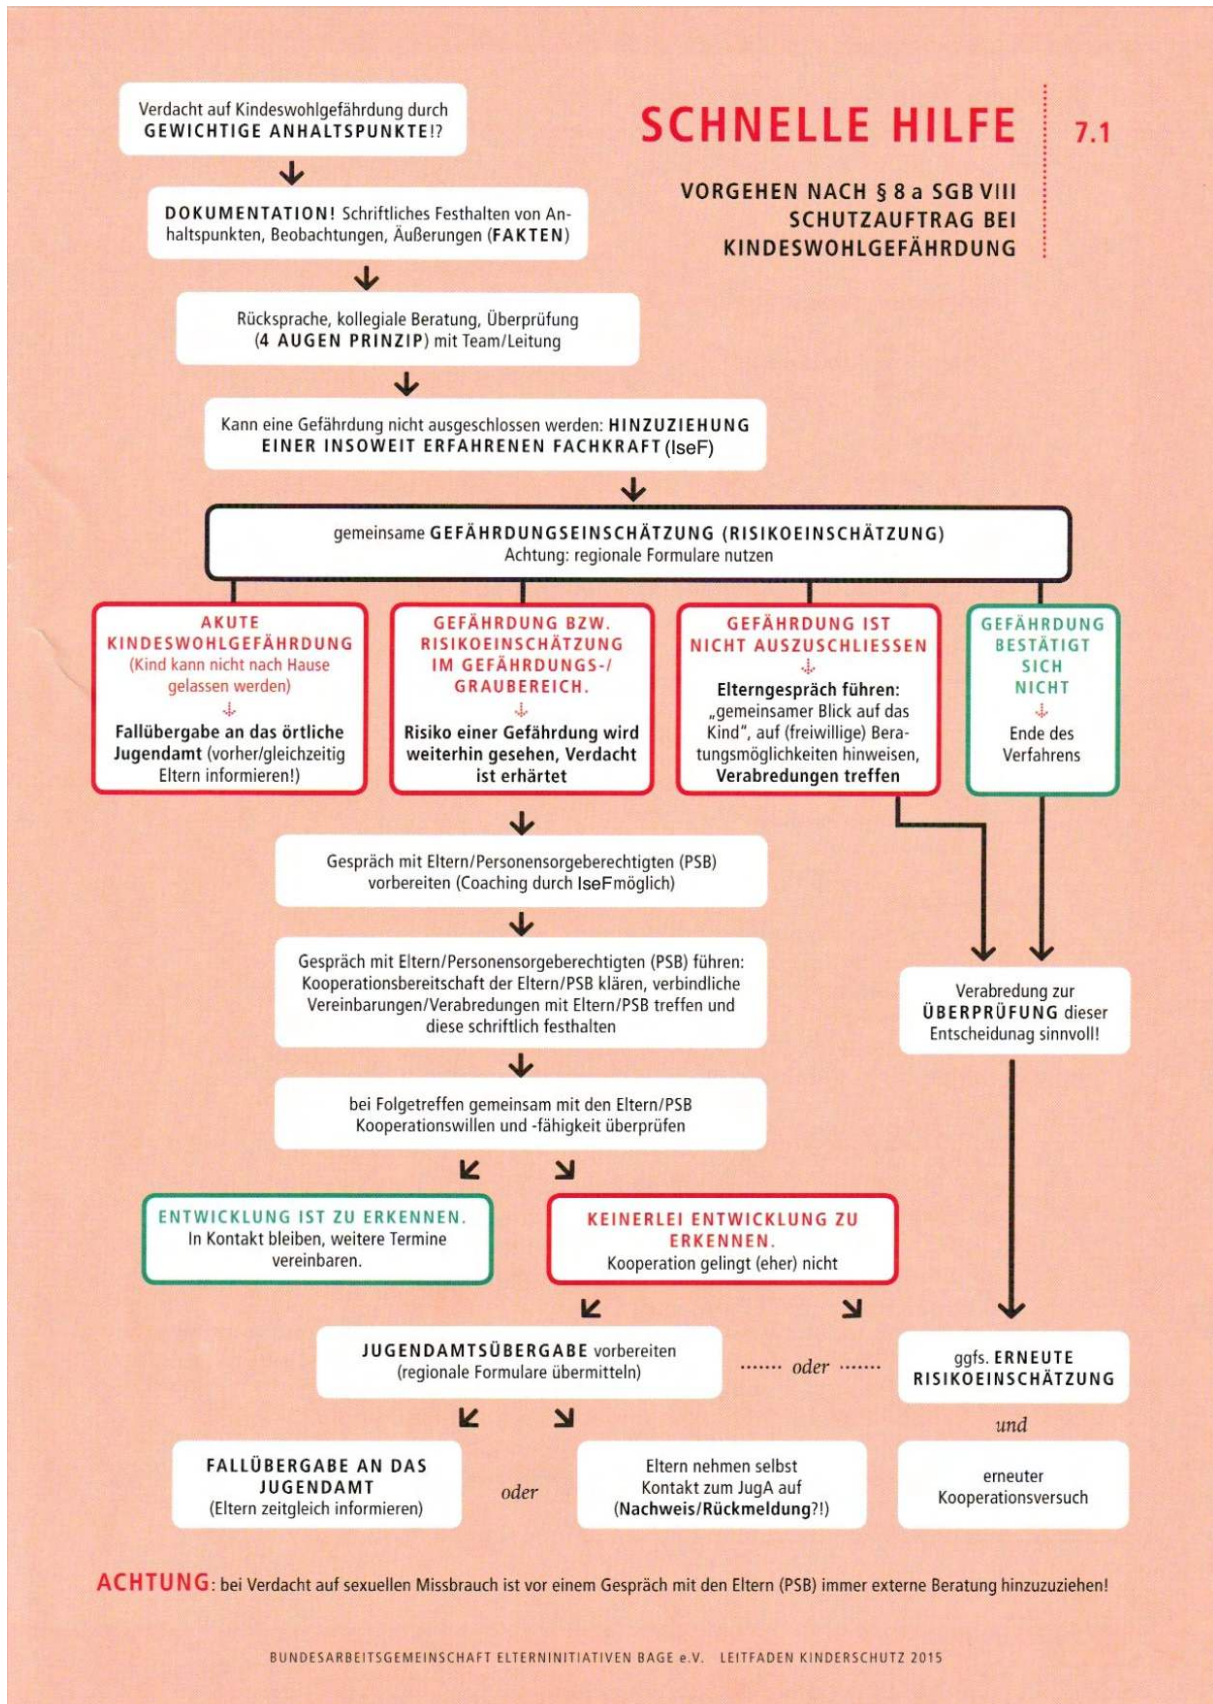 SCHNELLE HILFE
7.1
VORGEHEN NACH § 8 a SGB VIII
SCHUTZAUFTRAG BEI
KINDESWOHLGEFÄHRDUNG
Verdacht auf Kindeswohlgefährdung durch
GEWICHTIGE ANHALTSPUNKTE!?
DOKUMENTATION! Schriftliches Festhalten von An-
haltspunkten, Beobachtungen, Äußerungen (FAKTEN)
Rücksprache, kollegiale Beratung, Überprüfung
(4 AUGEN PRINZIP) mit Team/Leitung
Kann eine Gefährdung nicht ausgeschlossen werden: HINZUZIEHUNG
EINER INSOWEIT ERFAHRENEN FACHKRAFT (IseF)
gemeinsame GEFÄHRDUNGSEINSCHÄTZUNG (RISIKOEINSCHÄTZUNG)
Achtung: regionale Formulare nutzen
AKUTE
KINDESWOHLGEFÄHRDUNG
(Kind kann nicht nach Hause
gelassen werden)
Fallübergabe an das örtliche
Jugendamt (vorher/gleichzeitig
Eltern informieren!)
GEFÄHRDUNG BZW.
RISIKOEINSCHÄTZUNG
IM GEFÄHRDUNGS-/
GRAUBEREICH.
Risiko einer Gefährdung wird
weiterhin gesehen, Verdacht
ist erhärtet
GEFÄHRDUNG IST
NICHT AUSZUSCHLIESSEN
Elterngespräch führen:
„gemeinsamer Blick auf das
Kind“, auf (freiwillige) Bera-
tungsmöglichkeiten hinweisen,
Verabredungen treffen
GEFÄHRDUNG
BESTÄTIGT
SICH
NICHT
Ende des
Verfahrens
Gespräch mit Eltern/Personensorgeberechtigten (PSB)
vorbereiten (Coaching durch IseFmöglich)
Gespräch mit Eltern/Personensorgeberechtigten (PSB) führen:
Kooperationsbereitschaft der Eltern/PSB klären, verbindliche
Vereinbarungen/Verabredungen mit Eltern/PSB treffen und
diese schriftlich festhalten
Verabredung zur
ÜBERPRÜFUNG dieser
Entscheidunag sinnvoll!
bei Folgetreffen gemeinsam mit den Eltern/PSB
Kooperationswillen und -fähigkeit überprüfen
ENTWICKLUNG IST ZU ERKENNEN.
In Kontakt bleiben, weitere Termine
vereinbaren.
KEINERLEI ENTWICKLUNG ZU
ERKENNEN.
Kooperation gelingt (eher) nicht
JUGENDAMTSÜBERGABE vorbereiten
(regionale Formulare übermitteln)
....... oder .......
ggfs. ERNEUTE
RISIKOEINSCHÄTZUNG
und
FALLÜBERGABE AN DAS
JUGENDAMT
(Eltern zeitgleich informieren)
oder
Eltern nehmen selbst
Kontakt zum JugA auf
(Nachweis/Rückmeldung?!)
erneuter
Kooperationsversuch
ACHTUNG: bei Verdacht auf sexuellen Missbrauch ist vor einem Gespräch mit den Eltern (PSB) immer externe Beratung hinzuzuziehen!
BUNDESARBEITSGEMEINSCHAFT ELTERNINITIATIVEN BAGE e.V. LEITFADEN KINDERSCHUTZ 2015